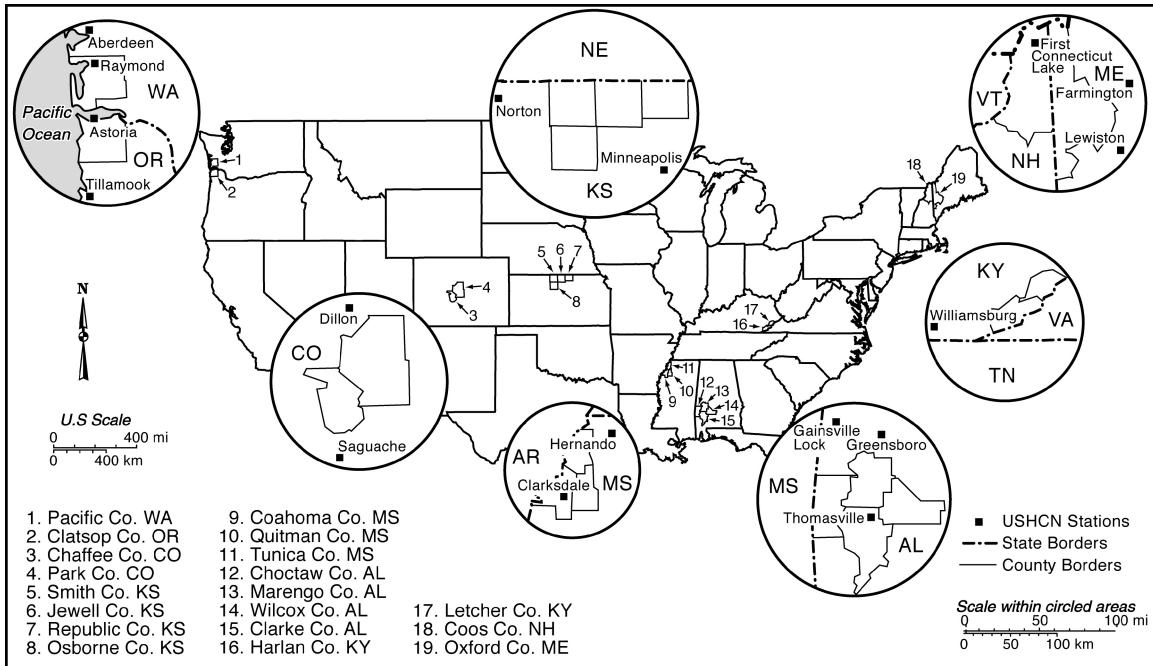 Aberdeen
Raymond
WA
Pacific
Ocean
Astoria
OR
Tillamook
NE
Norton
Minneapolis
KS
First
Connecticut
Lake
ME
VT
Farmington
Lewiston
NH
1
2
18
19
5 6 7
8
4
3
17
16
11
10
9
12
13
14
15
KY
Williamsburg
VA
TN
N
Dillon
CO
Saguache
U.S Scale
0 400 mi
0 400 km
Hernando
AR
MS
Clarksdale
Gainsville
Lock
Greensboro
MS
Thomasville
AL
1. Pacific Co. WA
2. Clatsop Co. OR
3. Chaffee Co. CO
4. Park Co. CO
5. Smith Co. KS
6. Jewell Co. KS
7. Republic Co. KS
8. Osborne Co. KS
9. Coahoma Co. MS
10. Quitman Co. MS
11. Tunica Co. MS
12. Choctaw Co. AL
13. Marengo Co. AL
14. Wilcox Co. AL
15. Clarke Co. AL
16. Harlan Co. KY
17. Letcher Co. KY
18. Coos Co. NH
19. Oxford Co. ME
USHCN Stations
State Borders
County Borders
Scale within circled areas
0 50 100 mi
0 50 100 km